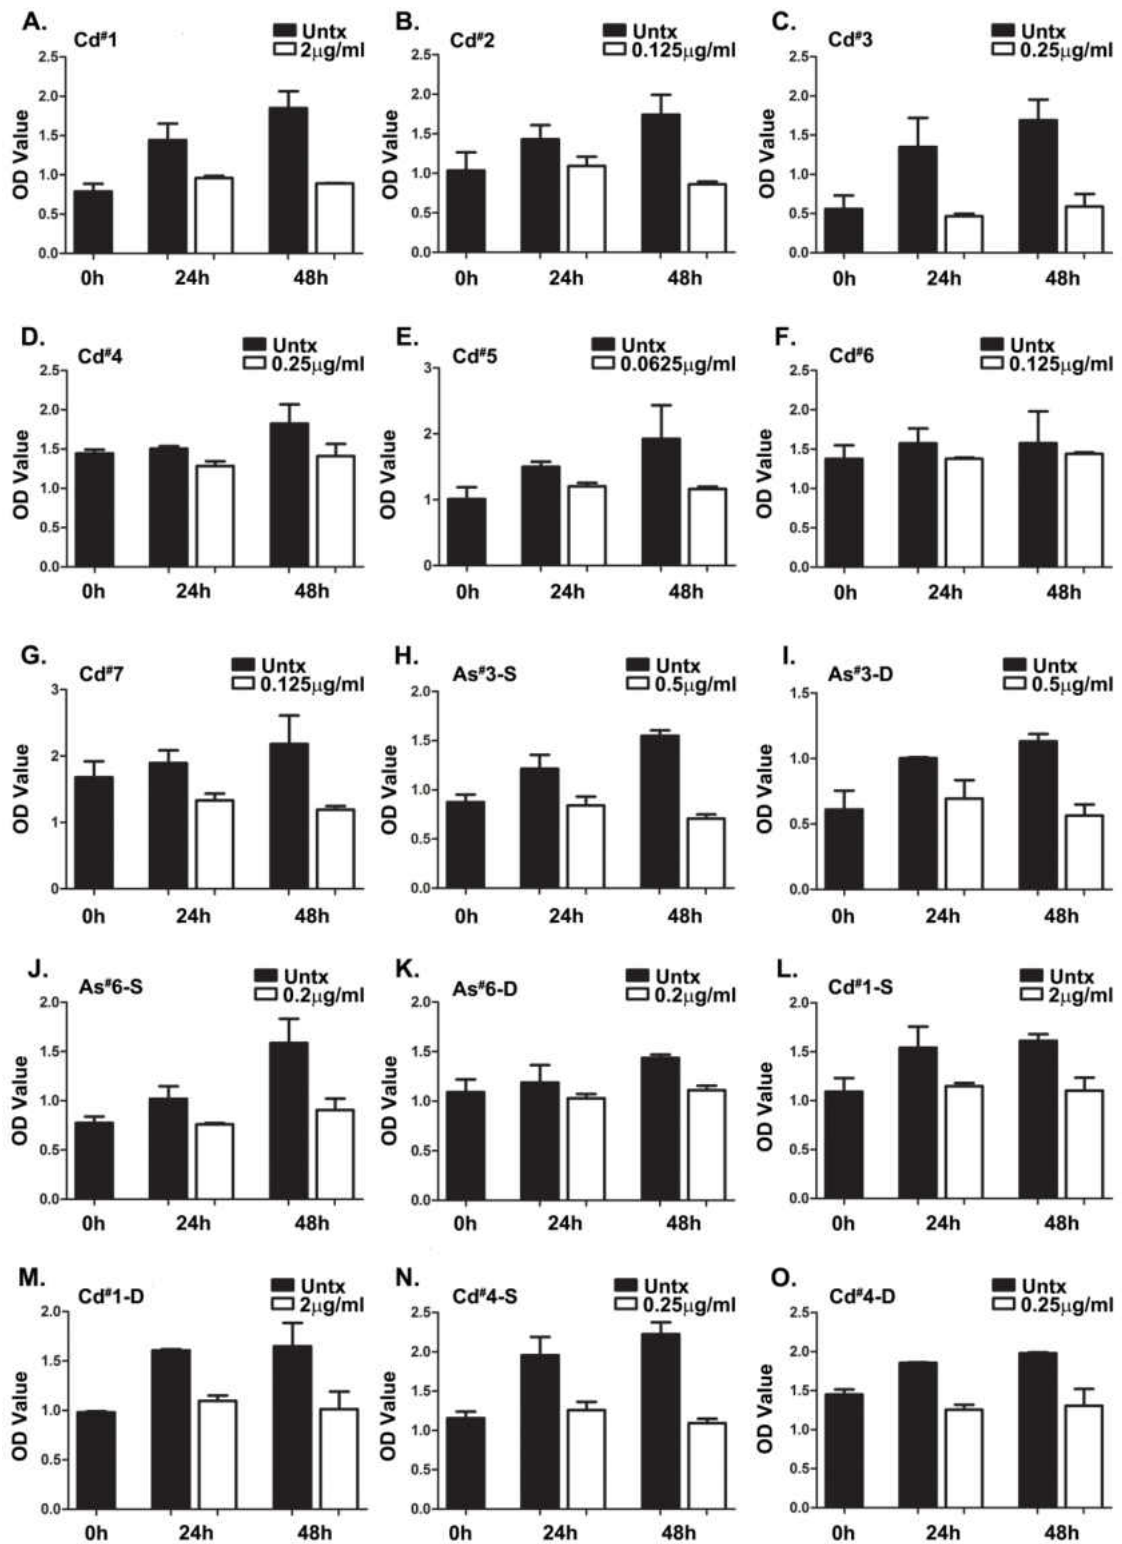 A.
Cd#1
Untx
2μg/ml
OD Value
2.5
2.0
1.5
1.0
0.5
0.0
0h
24h
48h
B.
Cd#2
Untx
0.125μg/ml
OD Value
2.5
2.0
1.5
1.0
0.5
0.0
0h
24h
48h
C.
Cd#3
Untx
0.25μg/ml
OD Value
2.5
2.0
1.5
1.0
0.5
0.0
0h
24h
48h
D.
Cd#4
Untx
0.25μg/ml
OD Value
2.5
2.0
1.5
1.0
0.5
0.0
0h
24h
48h
E.
Cd#5
Untx
0.0625μg/ml
OD Value
3
2
1
0
0h
24h
48h
F.
Cd#6
Untx
0.125μg/ml
OD Value
2.5
2.0
1.5
1.0
0.5
0.0
0h
24h
48h
G.
Cd#7
Untx
0.125μg/ml
OD Value
3
2
1
0
0h
24h
48h
H.
As#3-S
Untx
0.5μg/ml
OD Value
2.0
1.5
1.0
0.5
0.0
0h
24h
48h
I.
As#3-D
Untx
0.5μg/ml
OD Value
1.5
1.0
0.5
0.0
0h
24h
48h
J.
As#6-S
Untx
0.2μg/ml
OD Value
2.0
1.5
1.0
0.5
0.0
0h
24h
48h
K.
As#6-D
Untx
0.2μg/ml
OD Value
2.0
1.5
1.0
0.5
0.0
0h
24h
48h
L.
Cd#1-S
Untx
2μg/ml
OD Value
2.0
1.5
1.0
0.5
0.0
0h
24h
48h
M.
Cd#1-D
Untx
2μg/ml
OD Value
2.0
1.5
1.0
0.5
0.0
0h
24h
48h
N.
Cd#4-S
Untx
0.25μg/ml
OD Value
2.5
2.0
1.5
1.0
0.5
0.0
0h
24h
48h
O.
Cd#4-D
Untx
0.25μg/ml
OD Value
2.5
2.0
1.5
1.0
0.5
0.0
0h
24h
48h